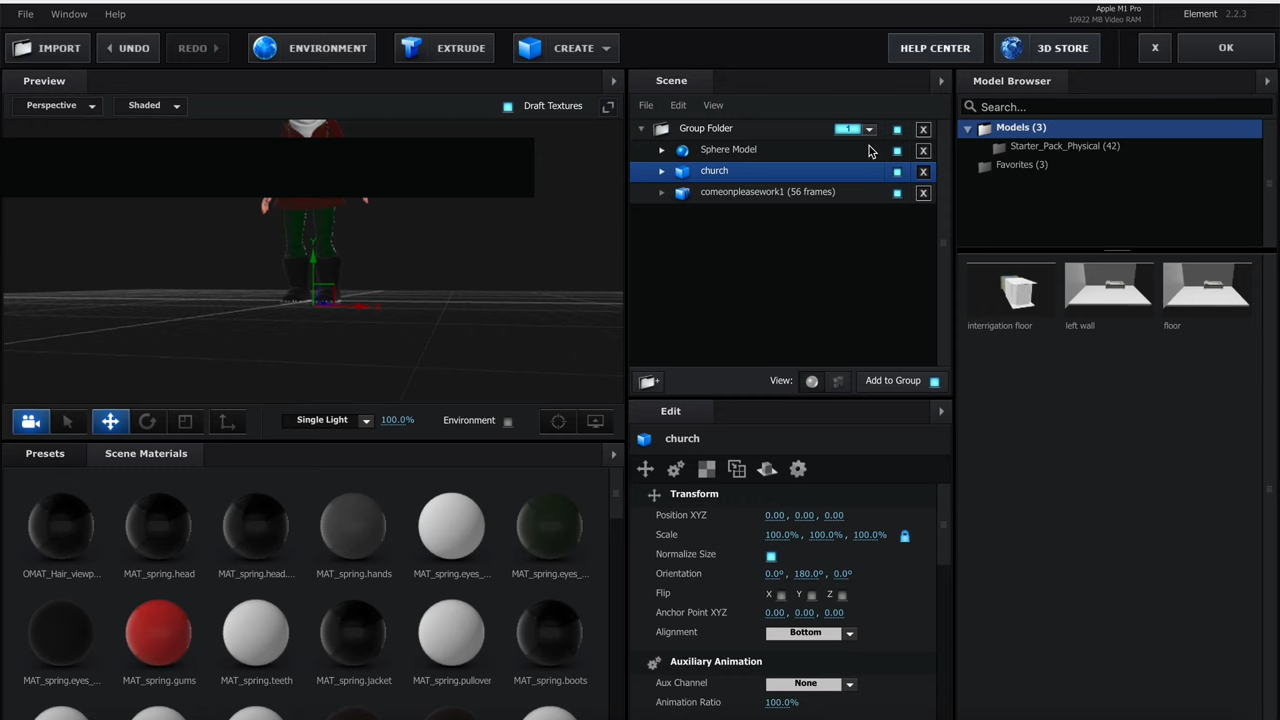 File Window Help
Apple M1 Pro
10922 MB Video RAM
Element 2.2.3
IMPORT UNDO REDO ENVIRONMENT EXTRUDE CREATE HELP CENTER 3D STORE X OK
Preview
Perspective Shaded Draft Textures
Y
Single Light 100.0% Environment
Presets Scene Materials
OMAT_Hair_viewp... MAT_spring.head MAT_spring.head.... MAT_spring.hands MAT_spring.eyes_... MAT_spring.eyes_...
MAT_spring.eyes_... MAT_spring.gums MAT_spring.teeth MAT_spring.jacket MAT_spring.pullover MAT_spring.boots
Scene
File Edit View
Group Folder 1 X
Sphere Model X
church X
comeonpleasework1 (56 frames) X
View: Add to Group
Edit
church
Transform
Position XYZ 0.00, 0.00, 0.00
Scale 100.0%, 100.0%, 100.0%
Normalize Size
Orientation 0.0°, 180.0°, 0.0°
Flip X Y Z
Anchor Point XYZ 0.00, 0.00, 0.00
Alignment Bottom
Auxiliary Animation
Aux Channel None
Animation Ratio 100.0%
Model Browser
Search...
Models (3)
Starter_Pack_Physical (42)
Favorites (3)
interrigation floor left wall floor